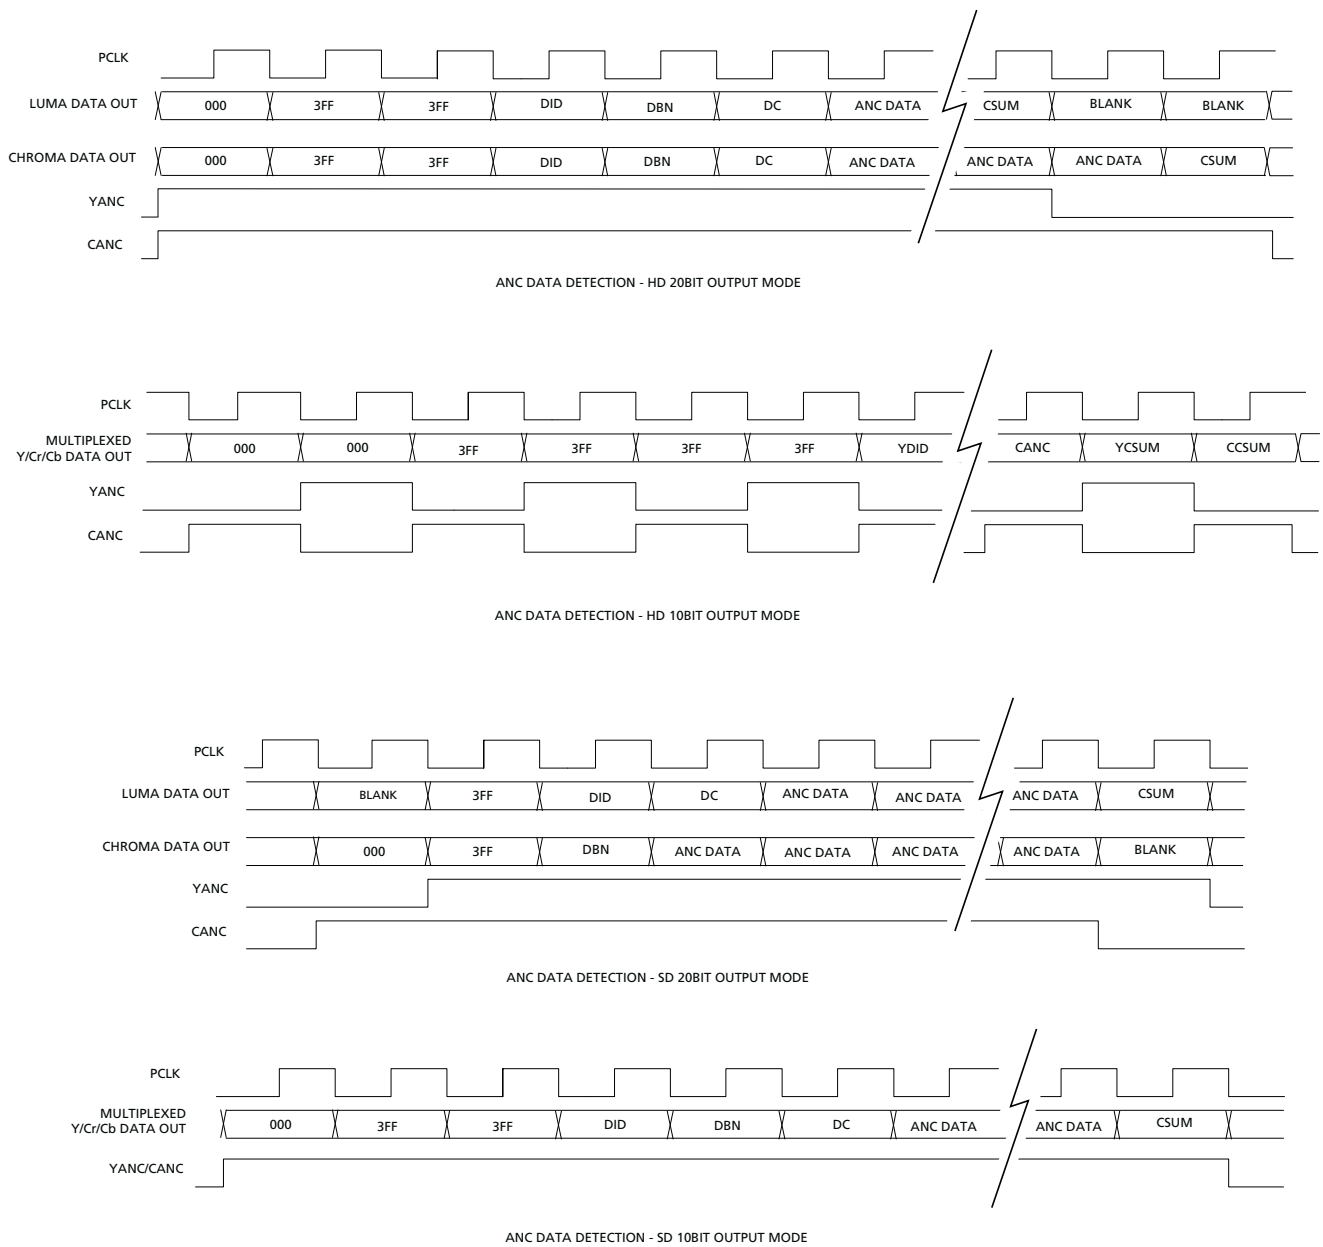 PCLK
LUMA DATA OUT 000 3FF 3FF DID DBN DC ANC DATA CSUM BLANK BLANK
CHROMA DATA OUT 000 3FF 3FF DID DBN DC ANC DATA ANC DATA ANC DATA CSUM
YANC
CANC
ANC DATA DETECTION - HD 20BIT OUTPUT MODE
PCLK
MULTIPLEXED
Y/Cr/Cb DATA OUT 000 000 3FF 3FF 3FF 3FF YDID CANC YCSUM CCSUM
YANC
CANC
ANC DATA DETECTION - HD 10BIT OUTPUT MODE
PCLK
LUMA DATA OUT BLANK 3FF DID DC ANC DATA ANC DATA ANC DATA CSUM
CHROMA DATA OUT 000 3FF DBN ANC DATA ANC DATA ANC DATA ANC DATA BLANK
YANC
CANC
ANC DATA DETECTION - SD 20BIT OUTPUT MODE
PCLK
MULTIPLEXED
Y/Cr/Cb DATA OUT 000 3FF 3FF DID DBN DC ANC DATA ANC DATA CSUM
YANC/CANC
ANC DATA DETECTION - SD 10BIT OUTPUT MODE